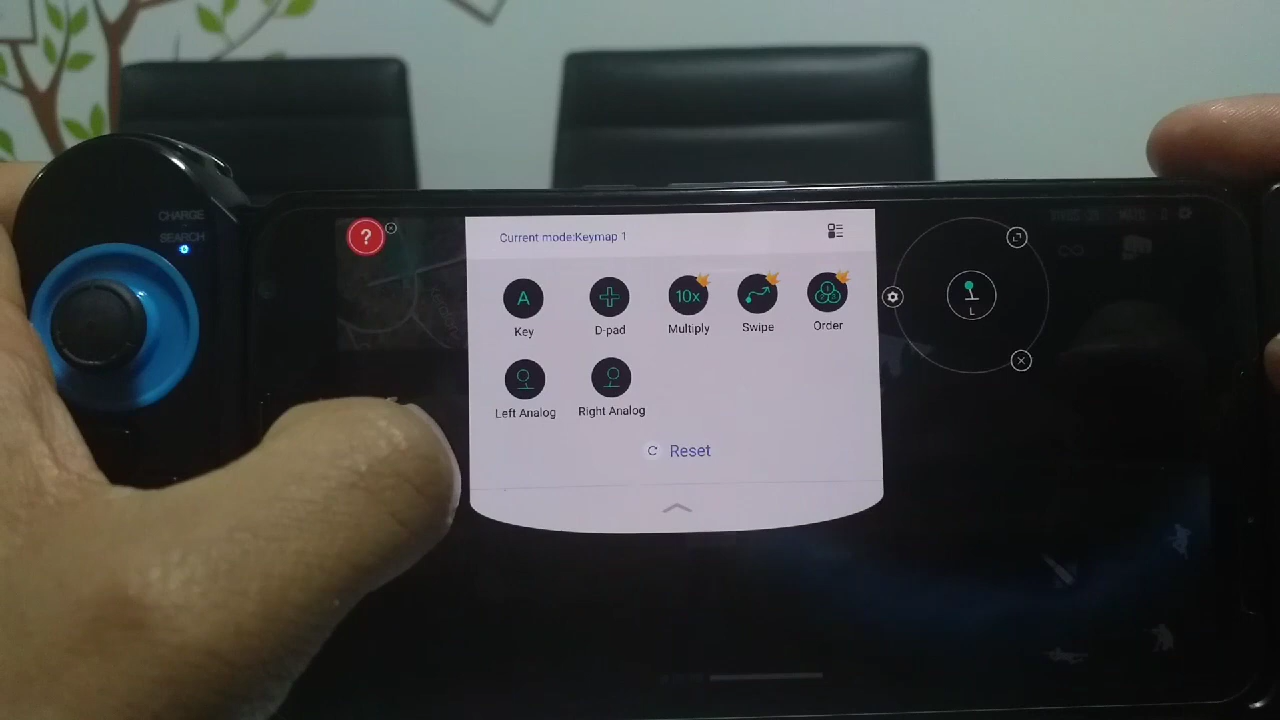 CHARGE
SEARCH
?
Current mode:Keymap 1
A
10x
Key
D-pad
Multiply
Swipe
Order
Left Analog
Right Analog
Reset
L